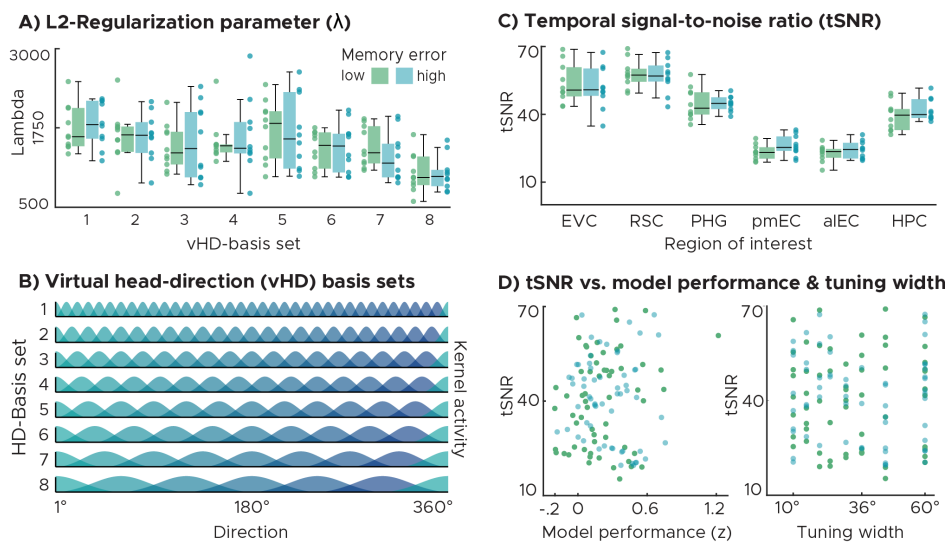 A) L2-Regularization parameter (λ)
3000
1750
500
Lambda
Memory error
low high
1 2 3 4 5 6 7 8
vHD-basis set
B) Virtual head-direction (vHD) basis sets
1
2
3
4
5
6
7
8
HD-Basis set
Kernel activity
1° 180° 360°
Direction
C) Temporal signal-to-noise ratio (tSNR)
70
40
10
tSNR
EVC RSC PHG pmEC alEC HPC
Region of interest
D) tSNR vs. model performance & tuning width
70
40
10
tSNR
-.2 0 0.6 1.2
Model performance (z)
70
40
10
tSNR
10° 36° 60°
Tuning width